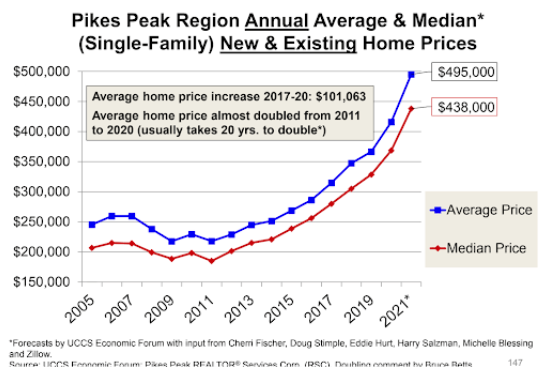 Pikes Peak Region Annual Average & Median*
(Single-Family) New & Existing Home Prices
$500,000
$450,000
$400,000
$350,000
$300,000
$250,000
$200,000
$150,000
Average home price increase 2017-20: $101,063
Average home price almost doubled from 2011
to 2020 (usually takes 20 yrs. to double*)
$495,000
$438,000
Average Price
Median Price
2005
2007
2009
2011
2013
2015
2017
2019
2021*
*Forecasts by UCCS Economic Forum with input from Cherri Fischer, Doug Stimple, Eddie Hurt, Harry Salzman, Michelle Blessing
and Zillow.
Source: UCCS Economic Forum; Pikes Peak REALTOR® Services Corp. (RSC). Doubling comment by Bruce Betts
147